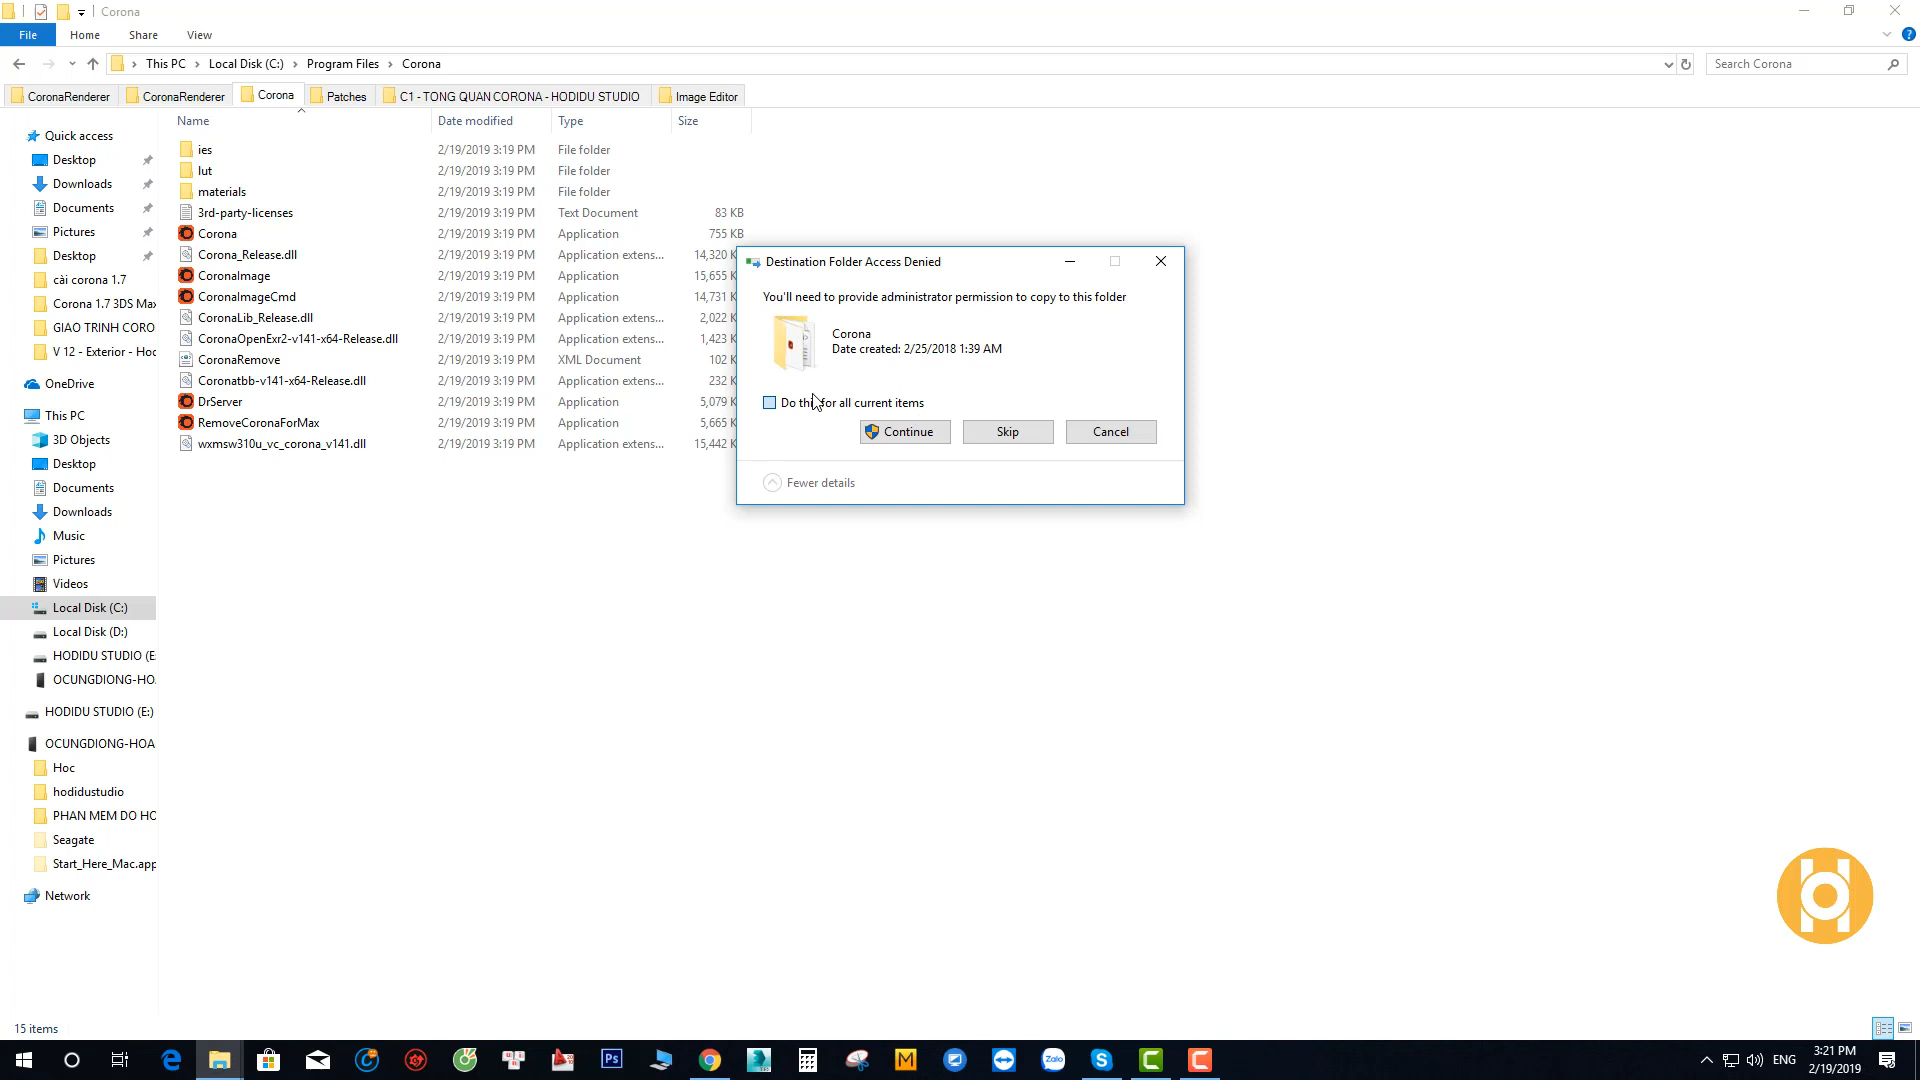 Corona
File
Home
Share
View
This PC
Local Disk (C:)
Program Files
Corona
Search Corona
CoronaRenderer
CoronaRenderer
Corona
Patches
C1 - TONG QUAN CORONA - HODIDU STUDIO
Image Editor
Name Date modified Type Size
ies 2/19/2019 3:19 PM File folder
lut 2/19/2019 3:19 PM File folder
materials 2/19/2019 3:19 PM File folder
3rd-party-licenses 2/19/2019 3:19 PM Text Document 83 KB
Corona 2/19/2019 3:19 PM Application 755 KB
Corona_Release.dll 2/19/2019 3:19 PM Application extens... 14,320 K
CoronaImage 2/19/2019 3:19 PM Application 15,655 K
CoronaImageCmd 2/19/2019 3:19 PM Application 14,731 K
CoronaLib_Release.dll 2/19/2019 3:19 PM Application extens... 2,022 K
CoronaOpenExr2-v141-x64-Release.dll 2/19/2019 3:19 PM Application extens... 1,423 K
CoronaRemove 2/19/2019 3:19 PM XML Document 102 K
Coronatbb-v141-x64-Release.dll 2/19/2019 3:19 PM Application extens... 232 K
DrServer 2/19/2019 3:19 PM Application 5,079 K
RemoveCoronaForMax 2/19/2019 3:19 PM Application 5,665 K
wxmsw310u_vc_corona_v141.dll 2/19/2019 3:19 PM Application extens... 15,442 K
Quick access
Desktop
Downloads
Documents
Pictures
Desktop
cài corona 1.7
Corona 1.7 3DS Max
GIAO TRINH CORO
V 12 - Exterior - Hod
OneDrive
This PC
3D Objects
Desktop
Documents
Downloads
Music
Pictures
Videos
Local Disk (C:)
Local Disk (D:)
HODIDU STUDIO (E:
OCUNGDIONG-HOA
HODIDU STUDIO (E:)
OCUNGDIONG-HOA
Hoc
hodidustudio
PHAN MEM DO HO
Seagate
Start_Here_Mac.app
Network
Destination Folder Access Denied
You'll need to provide administrator permission to copy to this folder
Corona
Date created: 2/25/2018 1:39 AM
Do this for all current items
Continue
Skip
Cancel
Fewer details
15 items
ENG
3:21 PM
2/19/2019